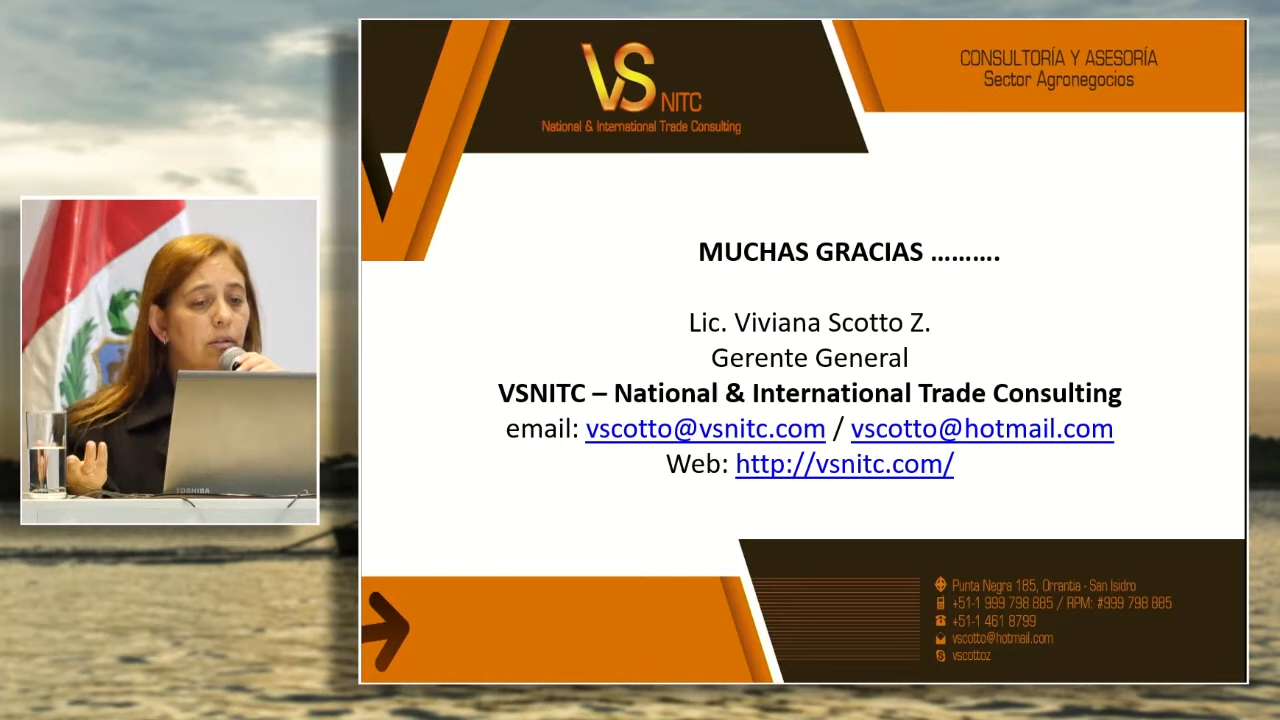 VS NITC
National & International Trade Consulting
CONSULTORÍA Y ASESORÍA
Sector Agronegocios
MUCHAS GRACIAS ……….
Lic. Viviana Scotto Z.
Gerente General
VSNITC – National & International Trade Consulting
email: vscotto@vsnitc.com / vscotto@hotmail.com
Web: http://vsnitc.com/
Punta Negra 185, Orrantia - San Isidro
+51-1 999 798 885 / RPM: #999 798 885
+51-1 461 8799
vscotto@hotmail.com
vscottoz
TOSHIBA